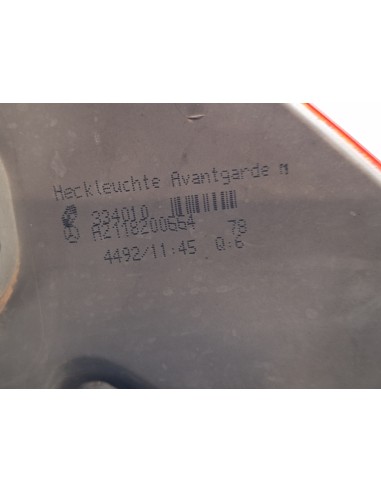 Heckleuchte Avantgarde M
334010
A2118200664 78
4492/11:45 Q:6